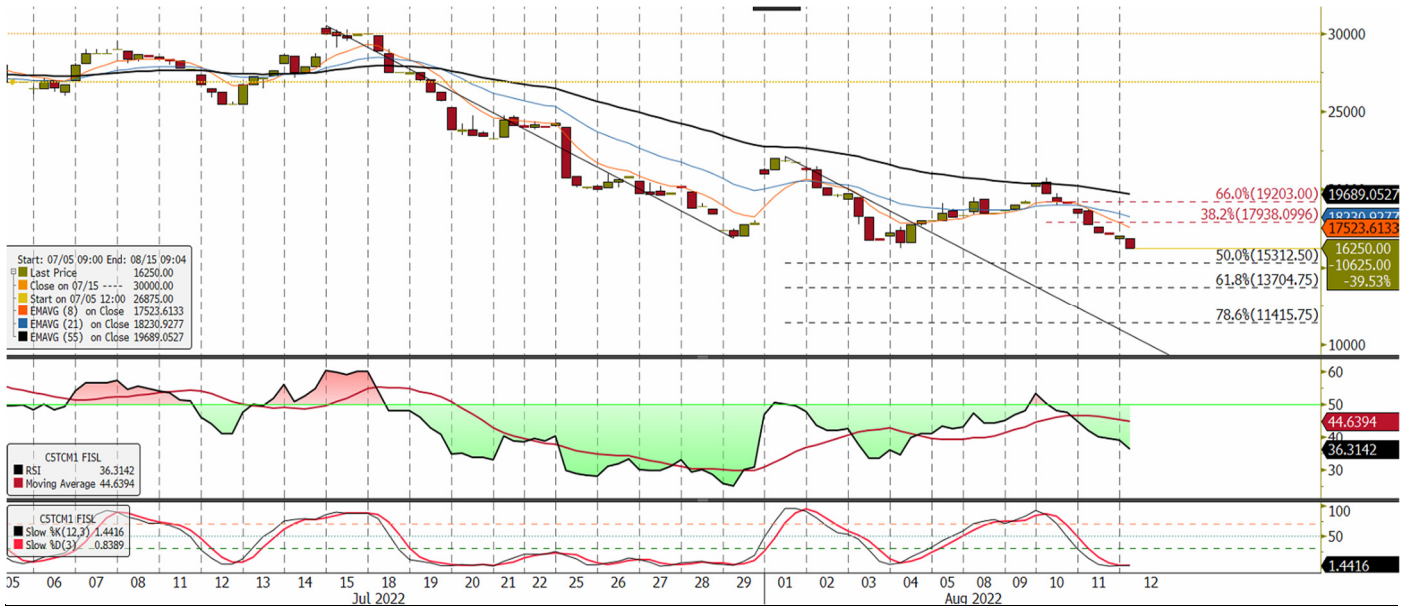 30000
25000
66.0%(19203.00)
19689.0527
38.2%(17938.0996)
18230.9277
17523.6133
16250.00
-10625.00
-39.53%
50.0%(15312.50)
61.8%(13704.75)
78.6%(11415.75)
10000
Start: 07/05 09:00 End: 08/15 09:04
Last Price 16250.00
Close on 07/15 ---- 30000.00
Start on 07/05 12:00 26875.00
EMAVG (8) on Close 17523.6133
EMAVG (21) on Close 18230.9277
EMAVG (55) on Close 19689.0527
60
50
44.6394
40
36.3142
30
C5TCM1 FISL
RSI 36.3142
Moving Average 44.6394
100
50
1.4416
C5TCM1 FISL
Slow %K(12,3) 1.4416
Slow %D(3) 0.8389
05 06 07 08 11 12 13 14 15 18 19 20 21 22 25 26 27 28 29 01 02 03 04 05 08 09 10 11 12
Jul 2022 Aug 2022